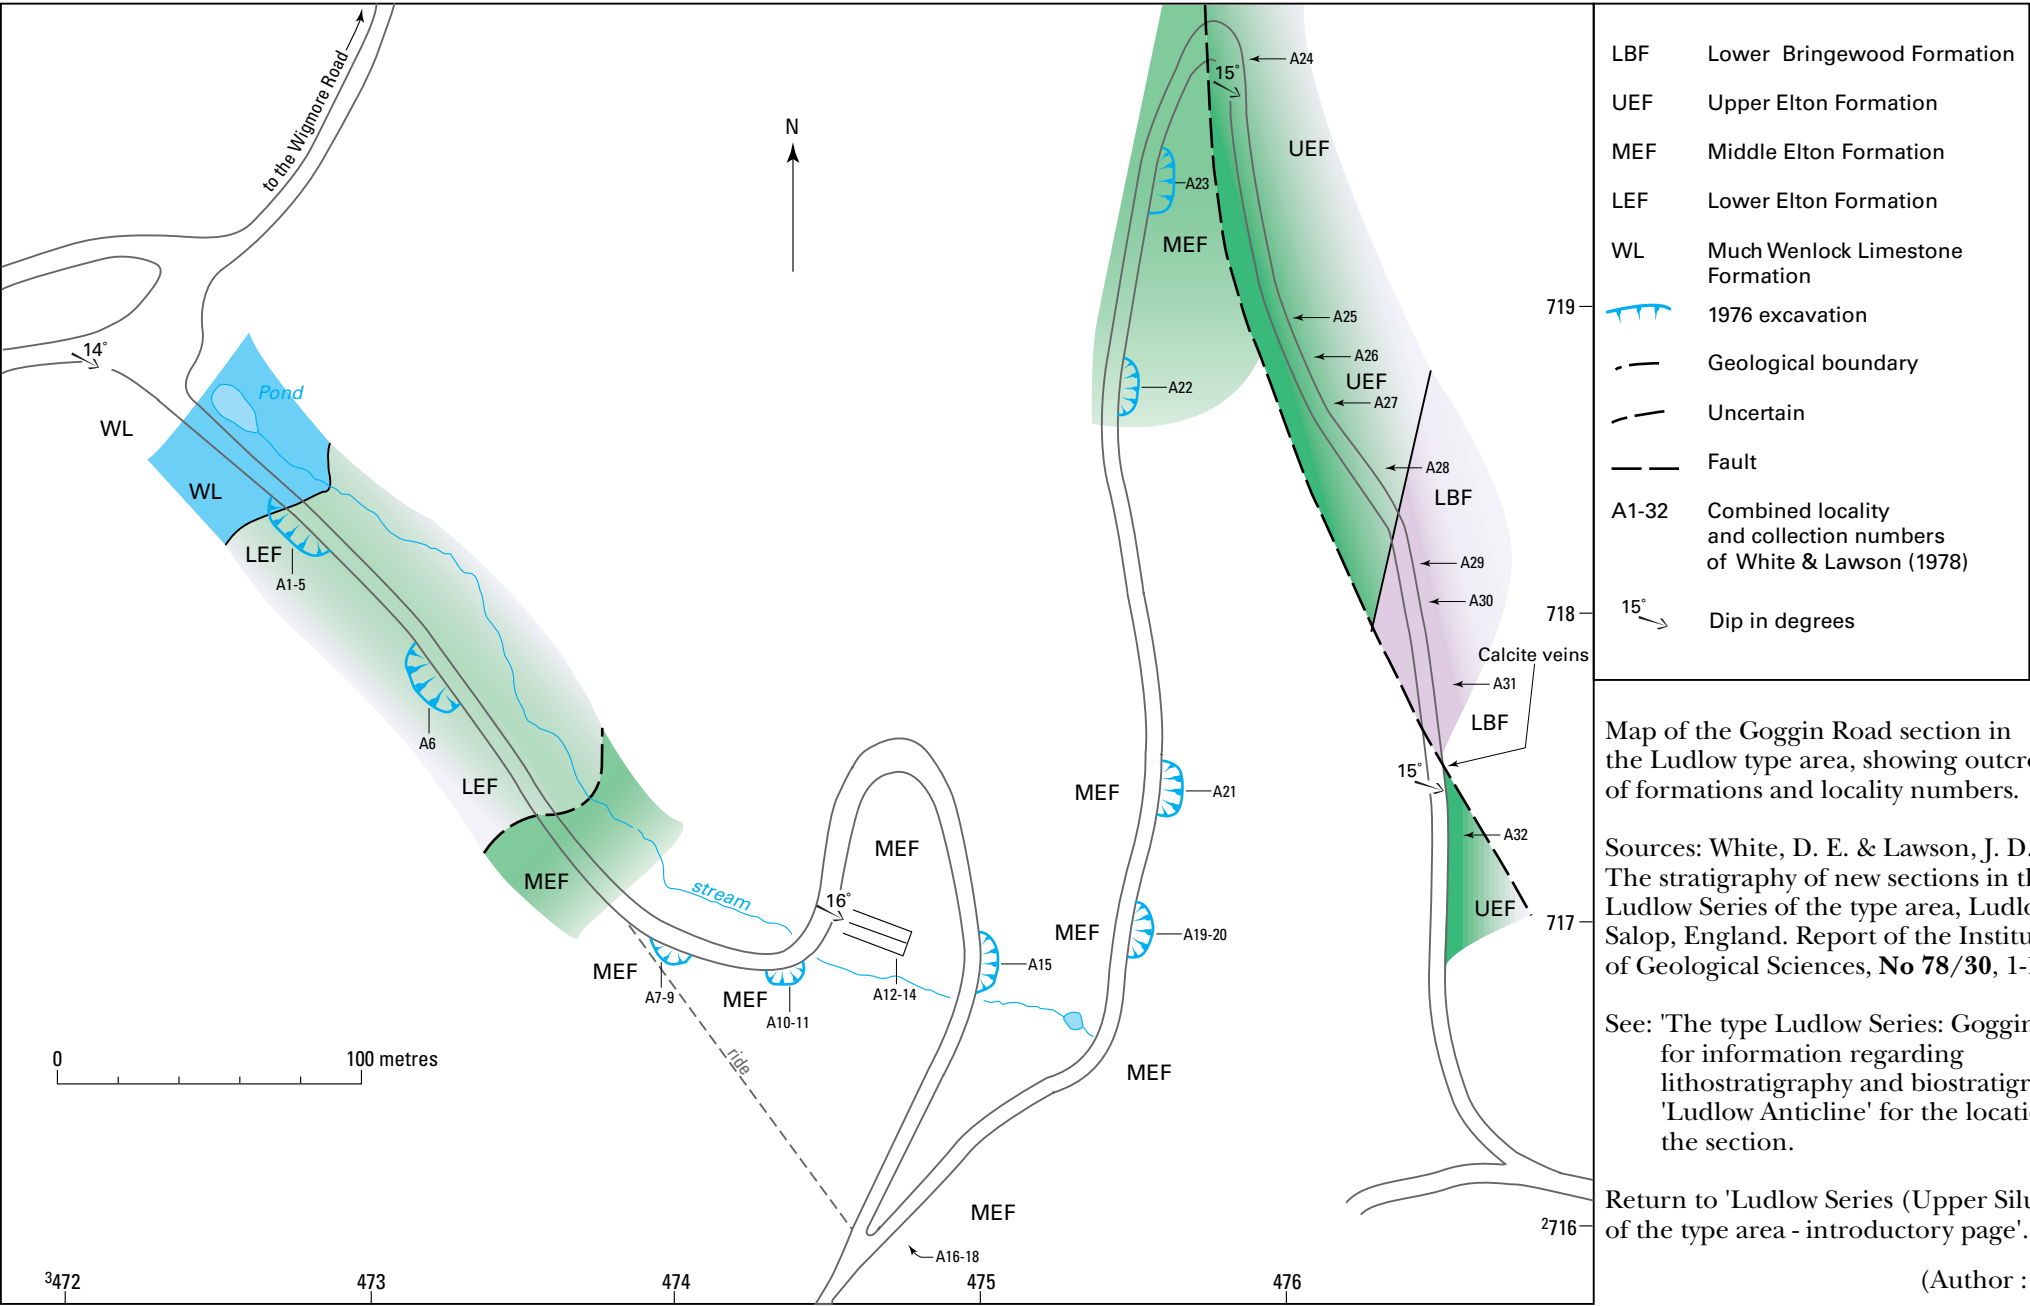 to the Wigmore Road
N
14°
Pond
WL
WL
LEF
A1-5
A6
LEF
MEF
stream
MEF
A7-9
MEF
A10-11
16°
MEF
A12-14
A15
ride
0 100 metres
MEF
A16-18
MEF
MEF
A19-20
MEF
A21
A22
MEF
A23
15°
A24
UEF
A25
A26
UEF
A27
A28
LBF
A29
A30
Calcite veins
A31
LBF
15°
A32
UEF
719
718
717
²716
³472 473 474 475 476
LBF Lower Bringewood Formation
UEF Upper Elton Formation
MEF Middle Elton Formation
LEF Lower Elton Formation
WL Much Wenlock Limestone
Formation
1976 excavation
Geological boundary
Uncertain
Fault
A1-32 Combined locality
and collection numbers
of White & Lawson (1978)
15° Dip in degrees
Map of the Goggin Road section in
the Ludlow type area, showing outcro
of formations and locality numbers.
Sources: White, D. E. & Lawson, J. D.
The stratigraphy of new sections in th
Ludlow Series of the type area, Ludlo
Salop, England. Report of the Institu
of Geological Sciences, No 78/30, 1-
See: 'The type Ludlow Series: Goggin
for information regarding
lithostratigraphy and biostratigr
'Ludlow Anticline' for the locati
the section.
Return to 'Ludlow Series (Upper Silu
of the type area - introductory page'.
(Author :